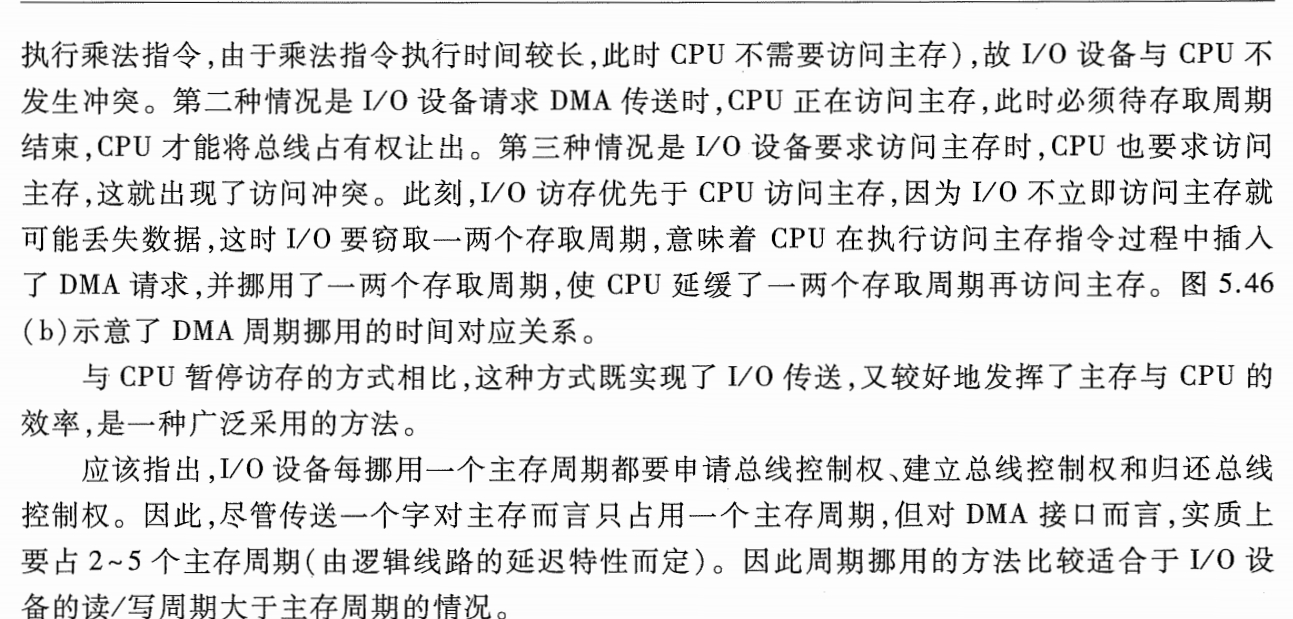 执行乘法指令,由于乘法指令执行时间较长,此时 CPU 不需要访问主存),故 I/O 设备与 CPU 不
发生冲突。第二种情况是 I/O 设备请求 DMA 传送时,CPU 正在访问主存,此时必须待存取周期
结束,CPU 才能将总线占有权让出。第三种情况是 I/O 设备要求访问主存时,CPU 也要求访问
主存,这就出现了访问冲突。此刻,I/O 访存优先于 CPU 访问主存,因为 I/O 不立即访问主存就
可能丢失数据,这时 I/O 要窃取一两个存取周期,意味着 CPU 在执行访问主存指令过程中插入
了 DMA 请求,并挪用了一两个存取周期,使 CPU 延缓了一两个存取周期再访问主存。图 5.46
(b)示意了 DMA 周期挪用的时间对应关系。
与 CPU 暂停访存的方式相比,这种方式既实现了 I/O 传送,又较好地发挥了主存与 CPU 的
效率,是一种广泛采用的方法。
应该指出,I/O 设备每挪用一个主存周期都要申请总线控制权、建立总线控制权和归还总线
控制权。因此,尽管传送一个字对主存而言只占用一个主存周期,但对 DMA 接口而言,实质上
要占 2~5 个主存周期(由逻辑线路的延迟特性而定)。因此周期挪用的方法比较适合于 I/O 设
备的读/写周期大于主存周期的情况。